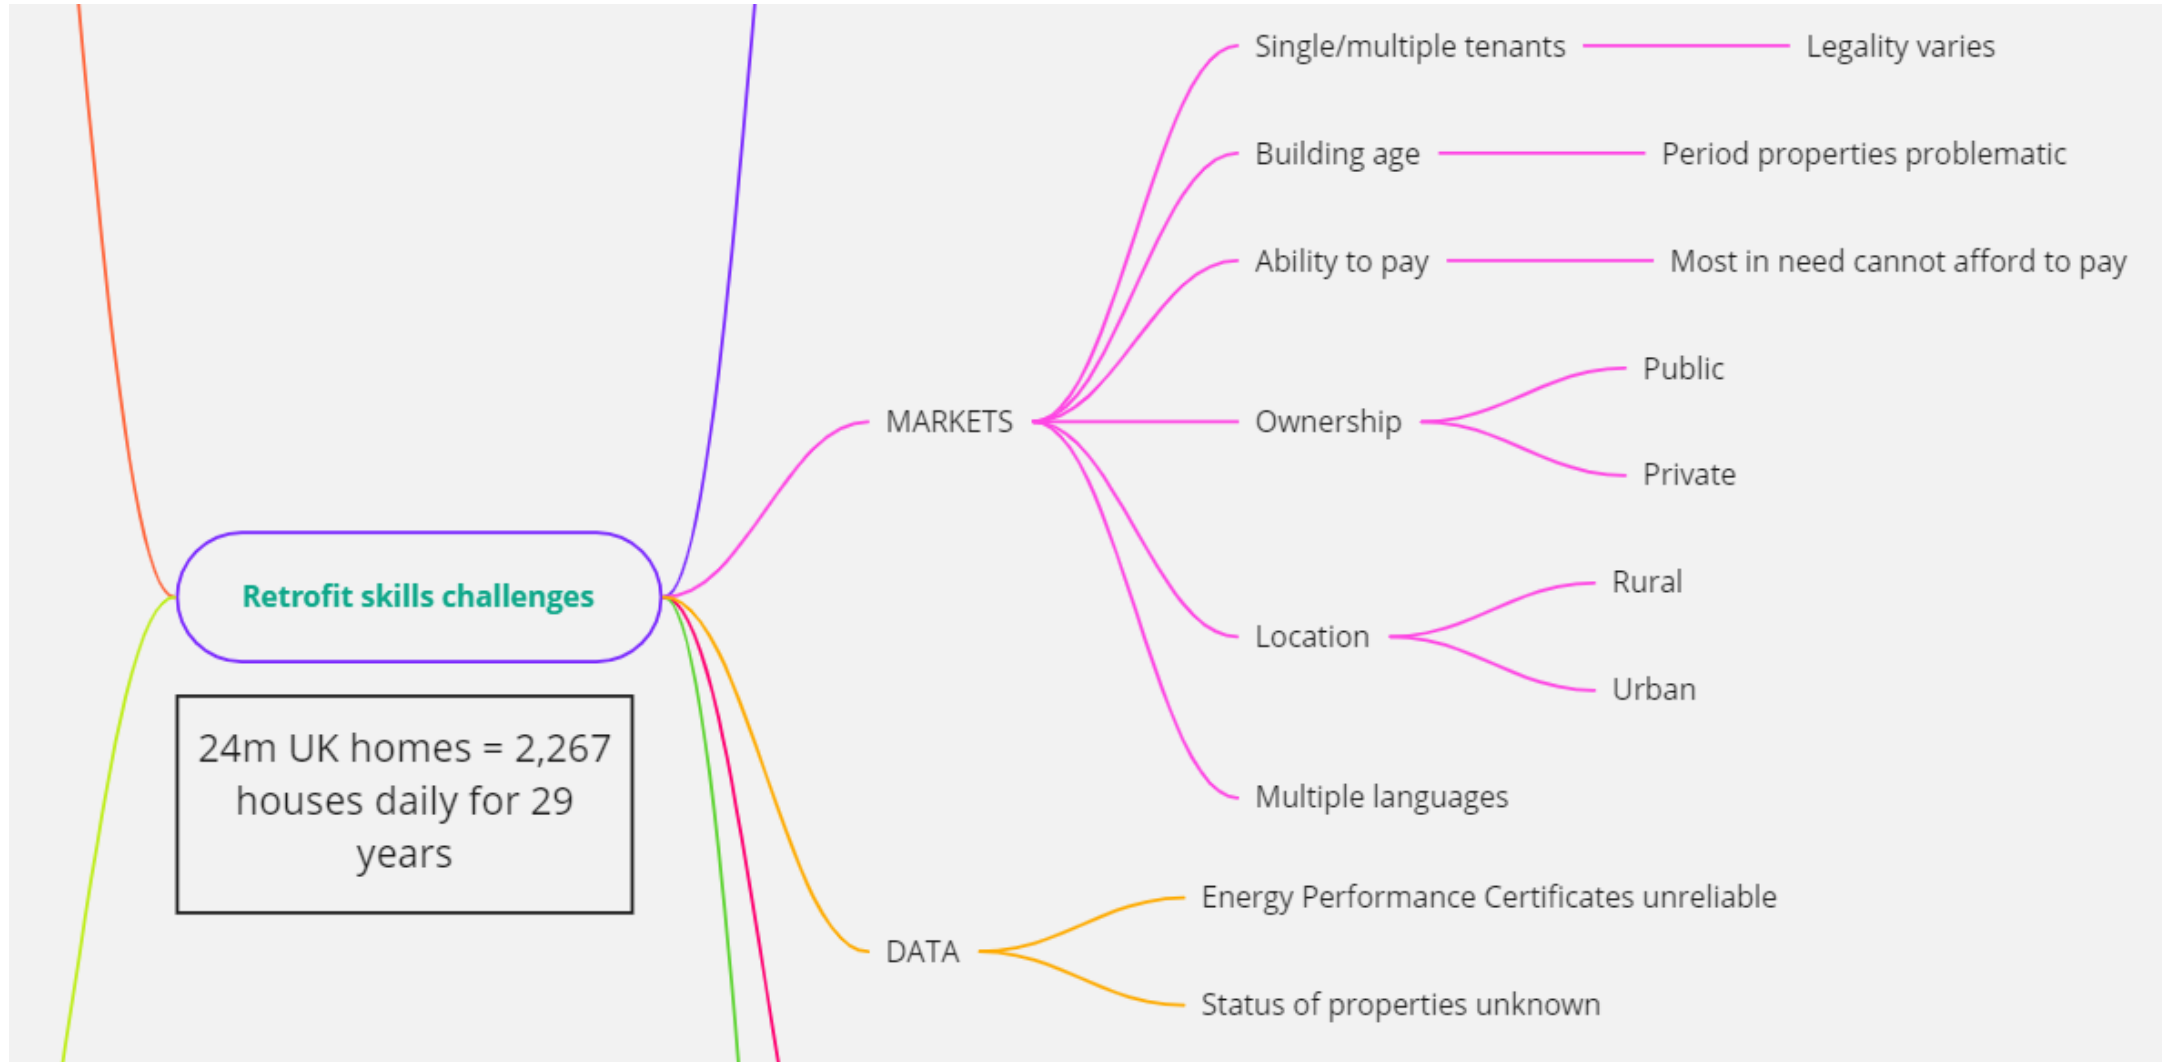 Single/multiple tenants
Legality varies
Building age
Period properties problematic
Ability to pay
Most in need cannot afford to pay
Public
MARKETS
Ownership
Private
Rural
Retrofit skills challenges
Location
Urban
24m UK homes = 2,267
houses daily for 29
years
Multiple languages
Energy Performance Certificates unreliable
DATA
Status of properties unknown